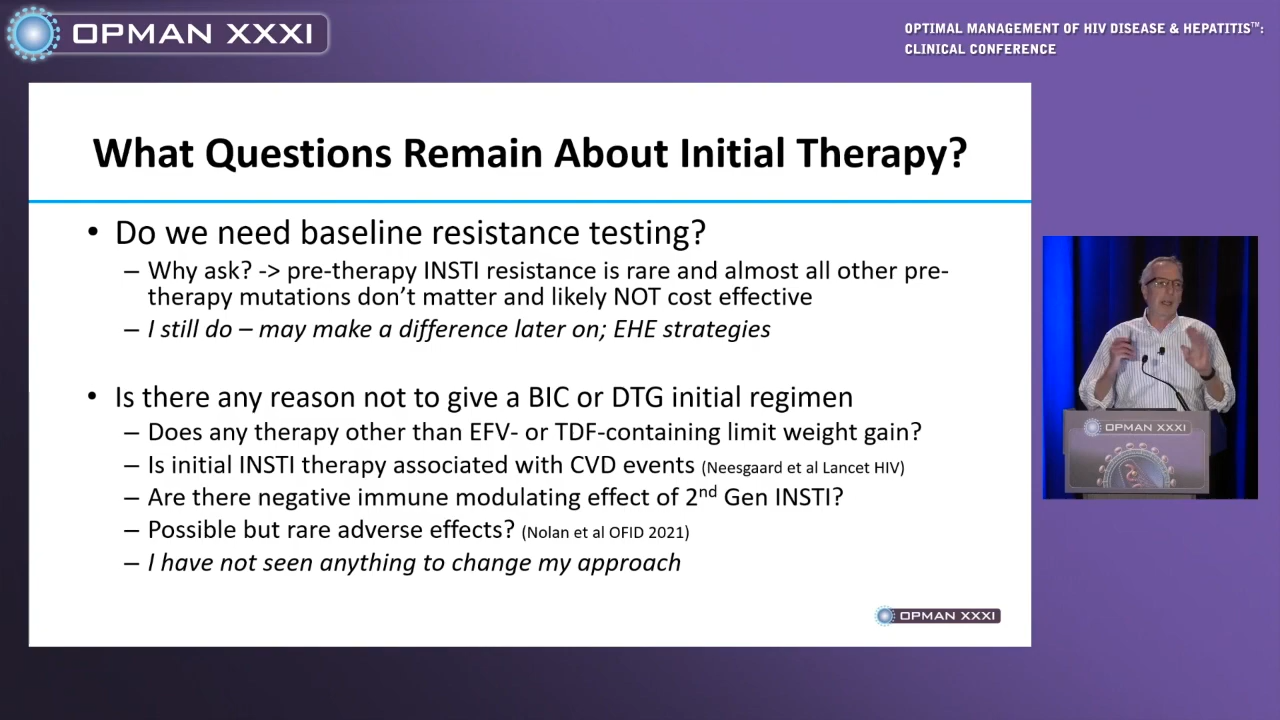 OPMAN XXXI
OPTIMAL MANAGEMENT OF HIV DISEASE & HEPATITIS™:
CLINICAL CONFERENCE
What Questions Remain About Initial Therapy?
• Do we need baseline resistance testing?
– Why ask? -> pre-therapy INSTI resistance is rare and almost all other pre-
therapy mutations don't matter and likely NOT cost effective
– I still do – may make a difference later on; EHE strategies
• Is there any reason not to give a BIC or DTG initial regimen
– Does any therapy other than EFV- or TDF-containing limit weight gain?
– Is initial INSTI therapy associated with CVD events (Neesgaard et al Lancet HIV)
– Are there negative immune modulating effect of 2nd Gen INSTI?
– Possible but rare adverse effects? (Nolan et al OFID 2021)
– I have not seen anything to change my approach
OPMAN XXXI
OPMAN XXXI